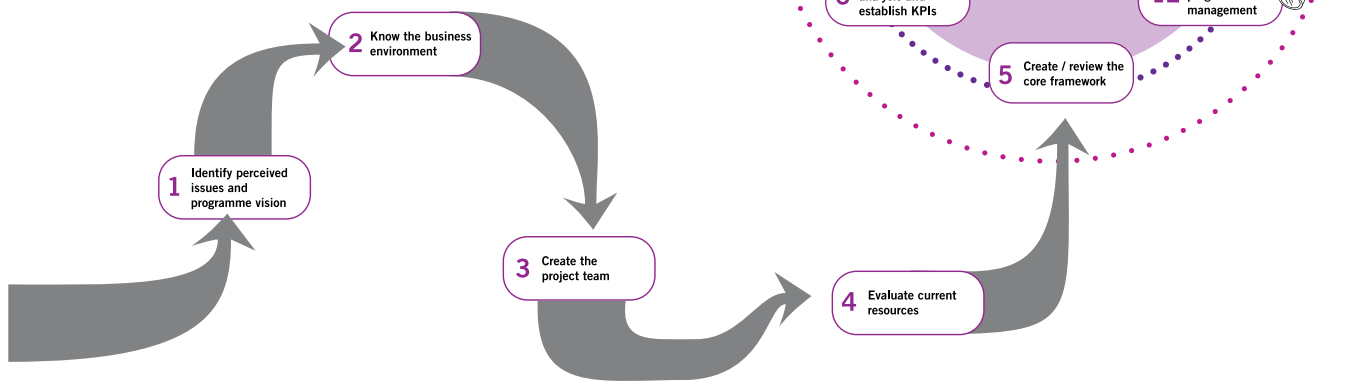 establish KPIs
management
2 Know the business
environment
5 Create / review the
core framework
1 Identify perceived
issues and
programme vision
3 Create the
project team
4 Evaluate current
resources